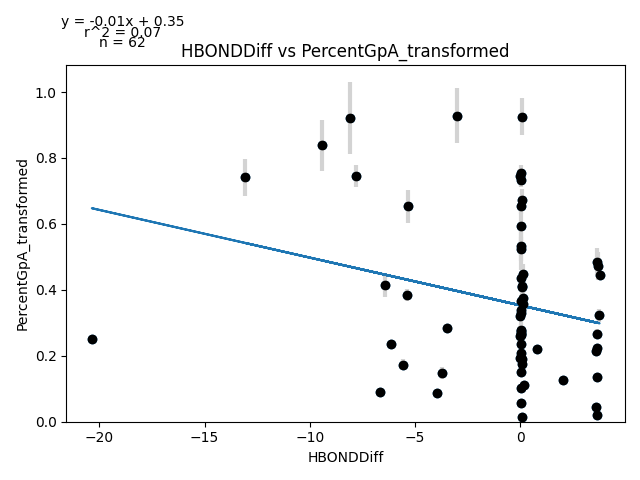 y = -0.01x + 0.35
r^2 = 0.07
n = 62
HBONDDiff vs PercentGpA_transformed
PercentGpA_transformed
1.0
0.8
0.6
0.4
0.2
0.0
−20
−15
−10
−5
0
HBONDDiff